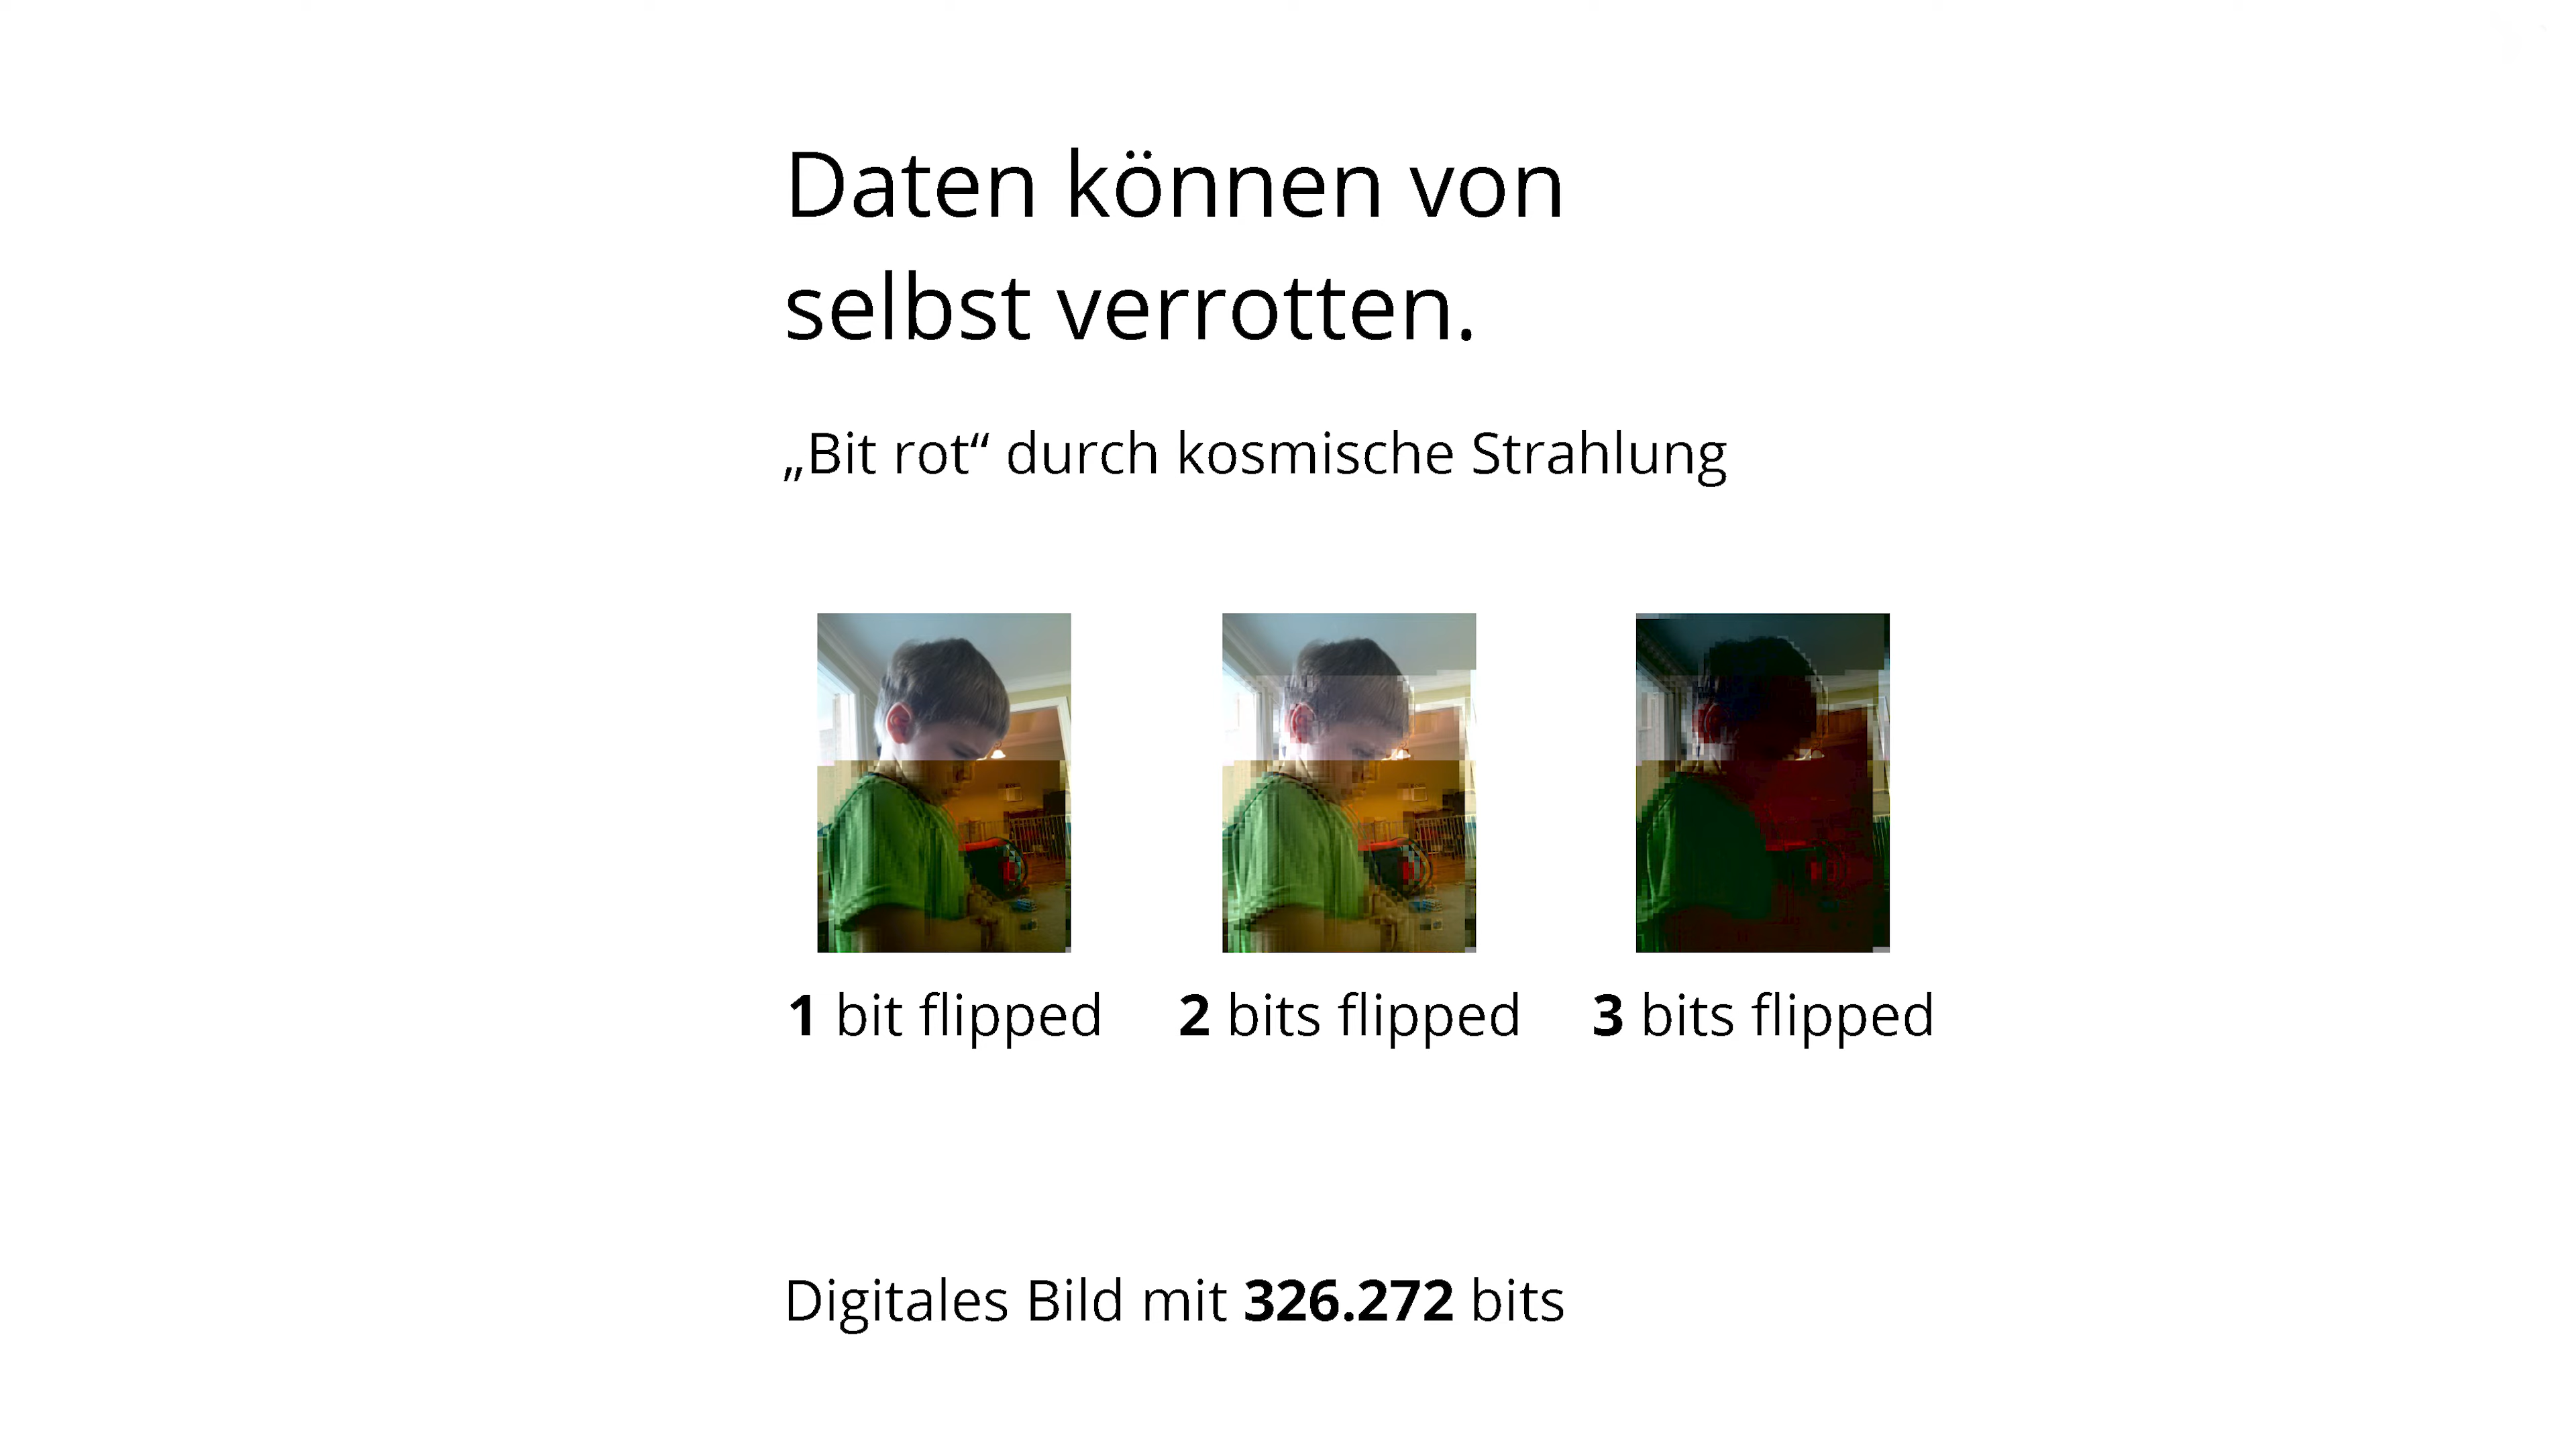 Daten können von
selbst verrotten.
„Bit rot“ durch kosmische Strahlung
1 bit flipped
2 bits flipped
3 bits flipped
Digitales Bild mit 326.272 bits